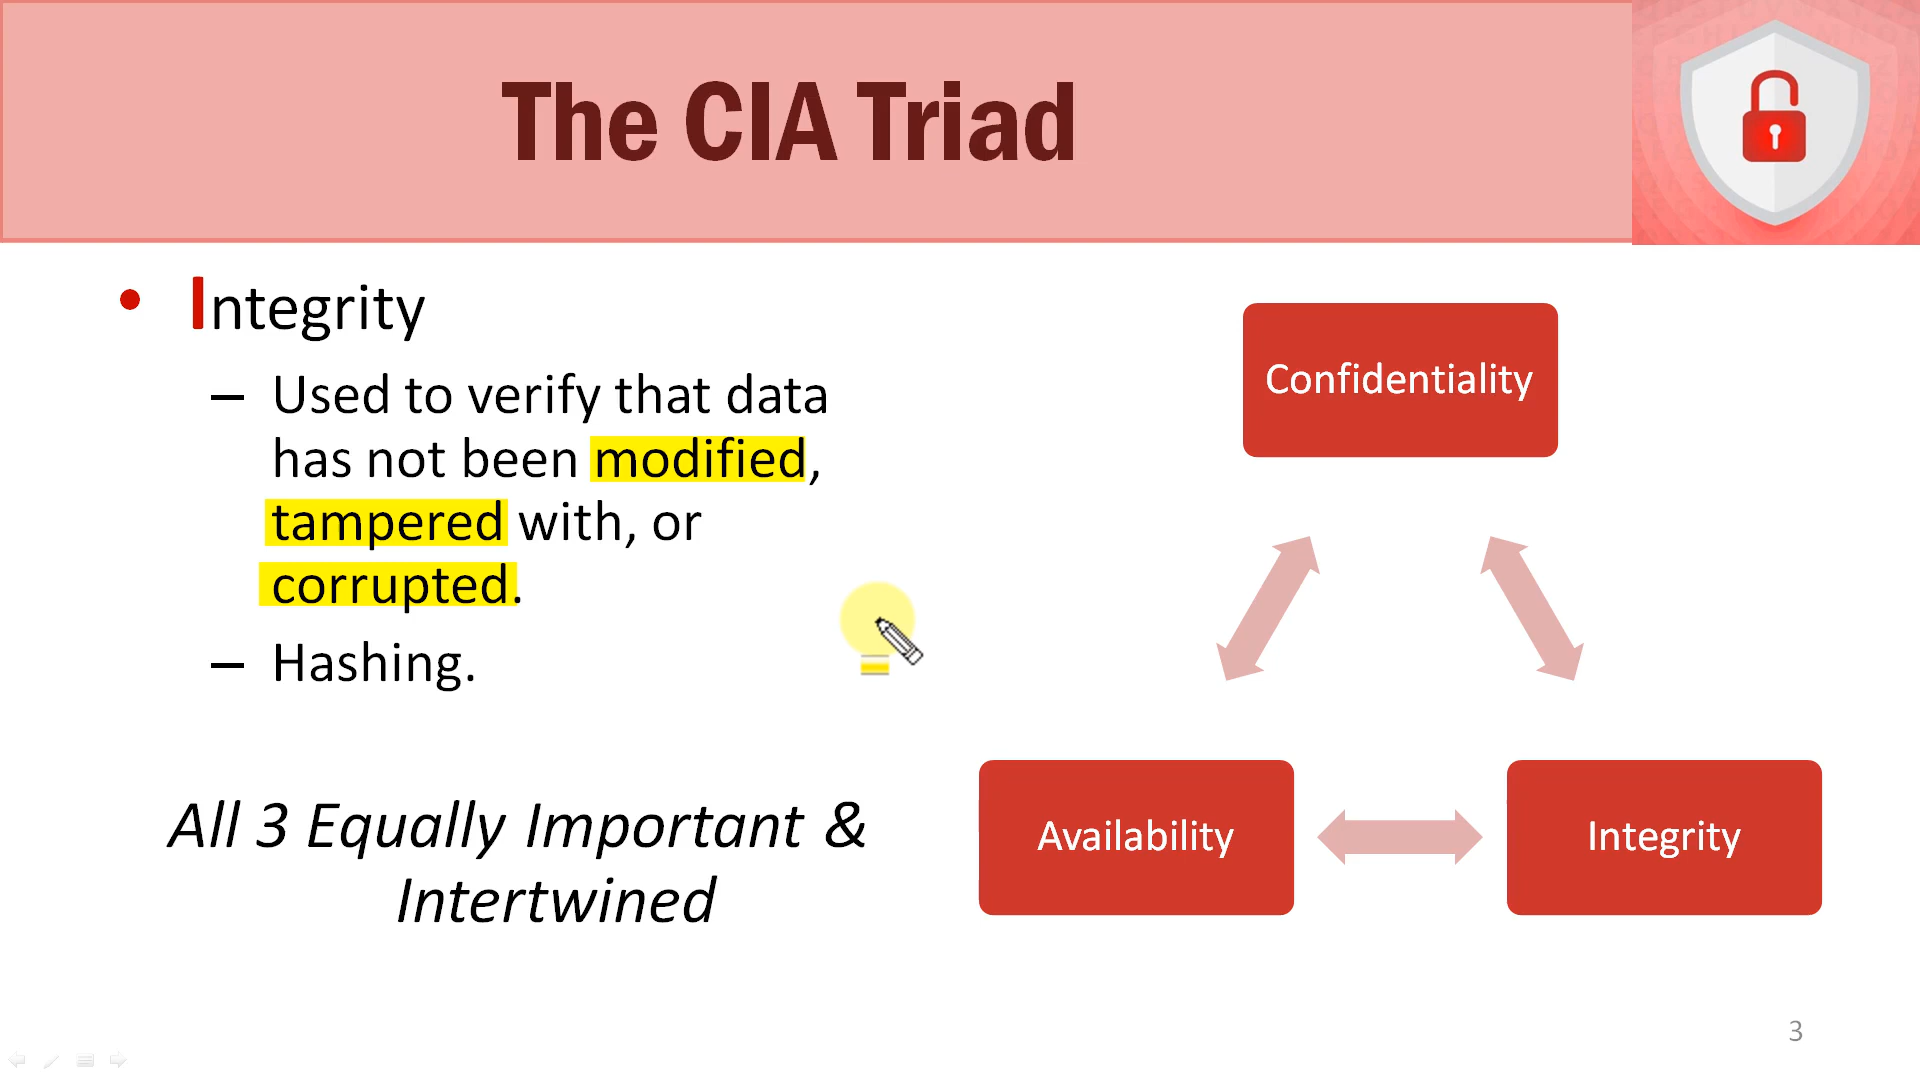 The CIA Triad
• Integrity
– Used to verify that data
has not been modified,
tampered with, or
corrupted.
– Hashing.
All 3 Equally Important &
Intertwined
Confidentiality
Availability
Integrity
3